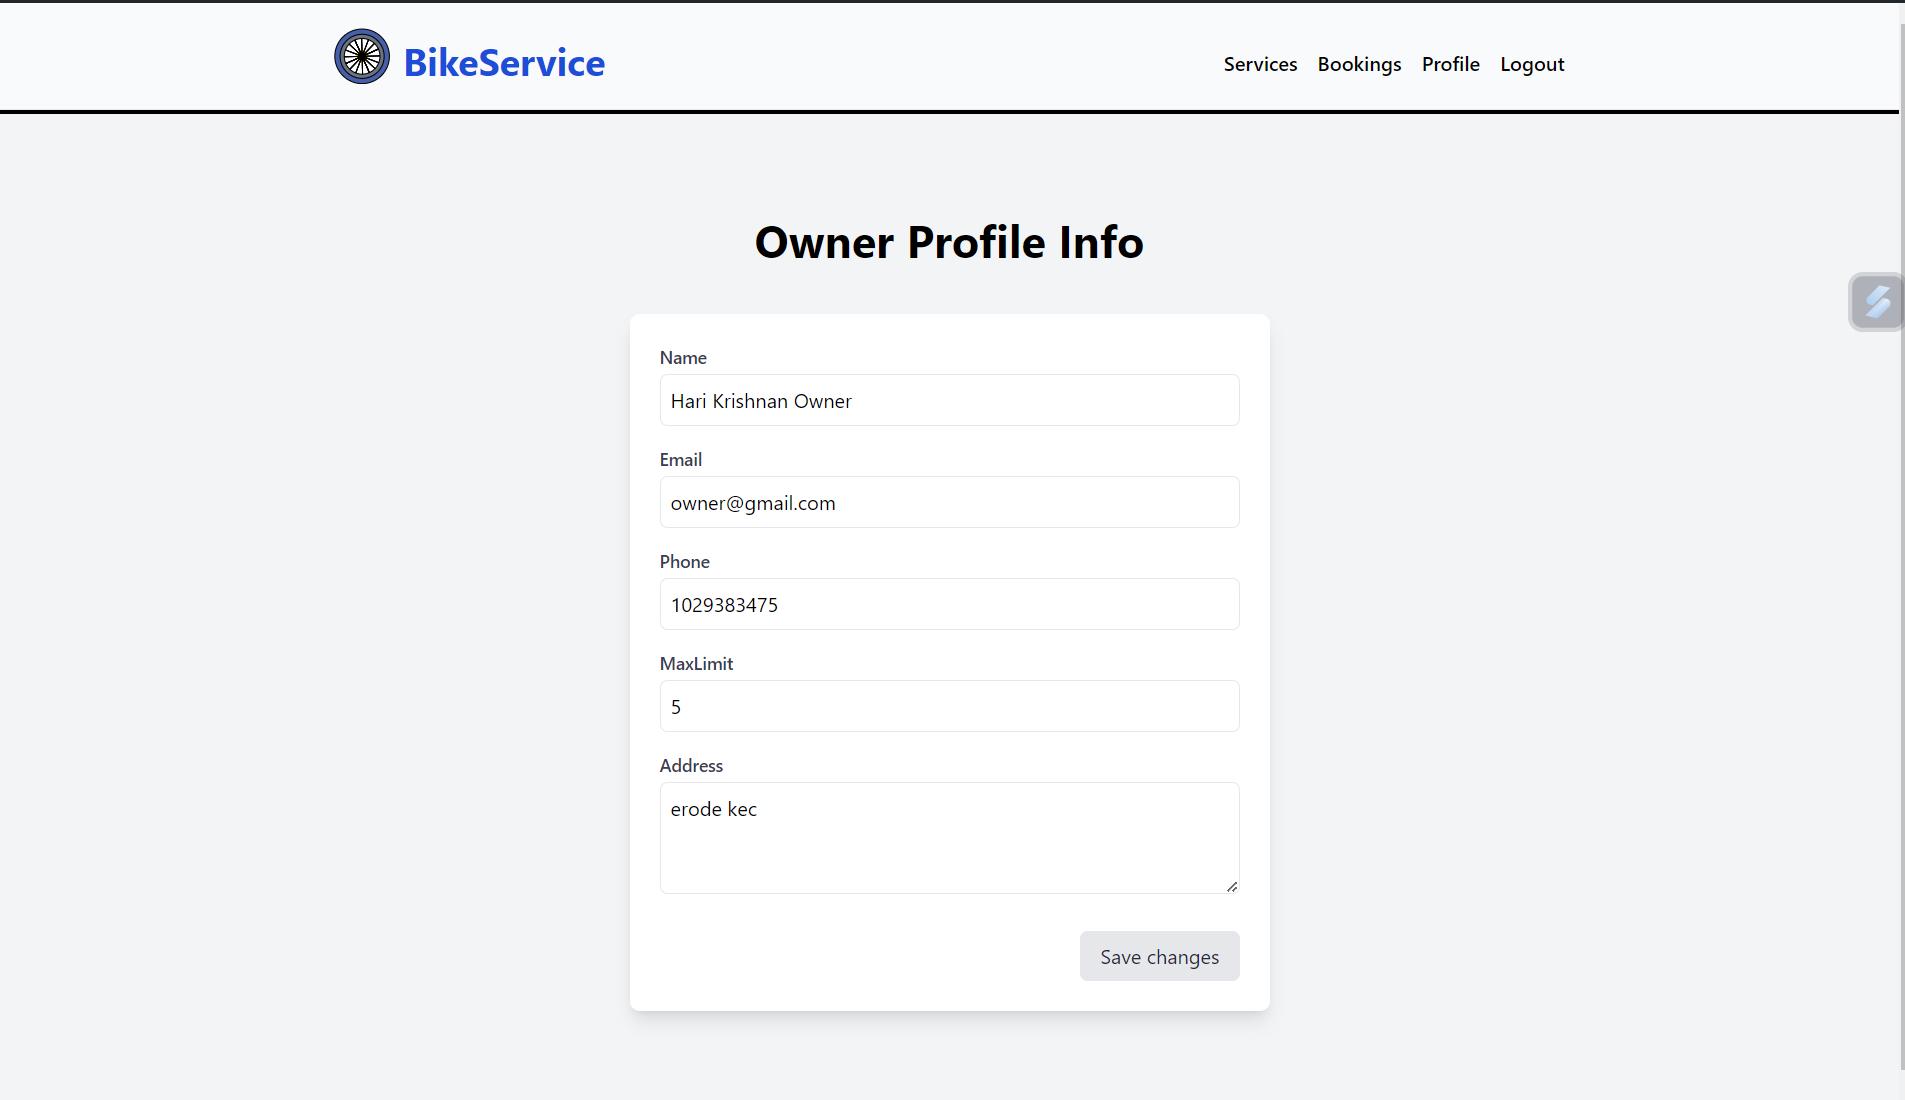 BikeService
Services Bookings Profile Logout
Owner Profile Info
Name
Hari Krishnan Owner
Email
owner@gmail.com
Phone
1029383475
MaxLimit
5
Address
erode kec
Save changes